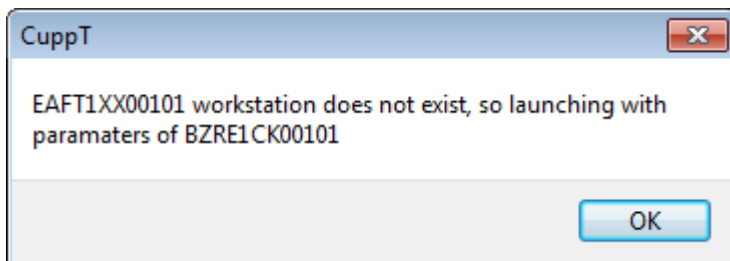 CuppT
EAFT1XX00101 workstation does not exist, so launching with
paramaters of BZRE1CK00101
OK